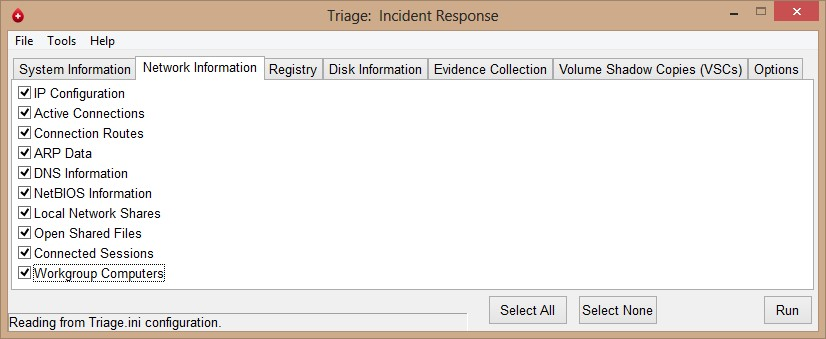 Triage:  Incident Response
File Tools Help
System Information Network Information Registry Disk Information Evidence Collection Volume Shadow Copies (VSCs) Options
IP Configuration
Active Connections
Connection Routes
ARP Data
DNS Information
NetBIOS Information
Local Network Shares
Open Shared Files
Connected Sessions
Workgroup Computers
Select All Select None Run
Reading from Triage.ini configuration.